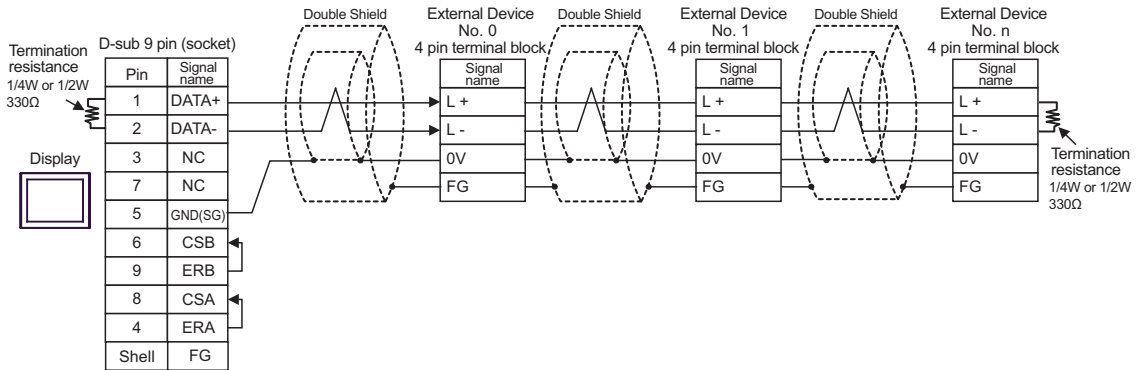 Double Shield
External Device
No. 0
4 pin terminal block
Double Shield
External Device
No. 1
4 pin terminal block
Double Shield
External Device
No. n
4 pin terminal block
Termination
resistance
1/4W or 1/2W
330Ω
D-sub 9 pin (socket)
Pin Signal name
1 DATA+
2 DATA-
3 NC
7 NC
5 GND(SG)
6 CSB
9 ERB
8 CSA
4 ERA
Shell FG
Display
Signal name
L +
L -
0V
FG
Signal name
L +
L -
0V
FG
Signal name
L +
L -
0V
FG
Termination
resistance
1/4W or 1/2W
330Ω